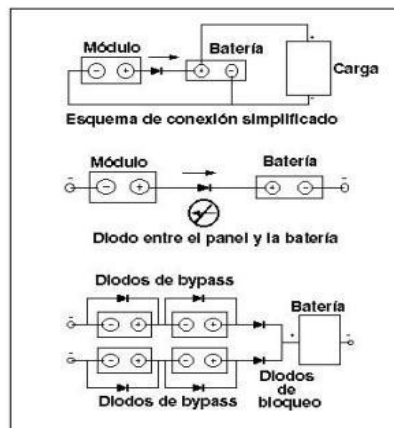 Módulo
Batería
Carga
Esquema de conexión simplificado
Módulo
Batería
Diodo entre el panel y la batería
Diodos de bypass
Batería
Diodos
de
bloqueo
Diodos de bypass